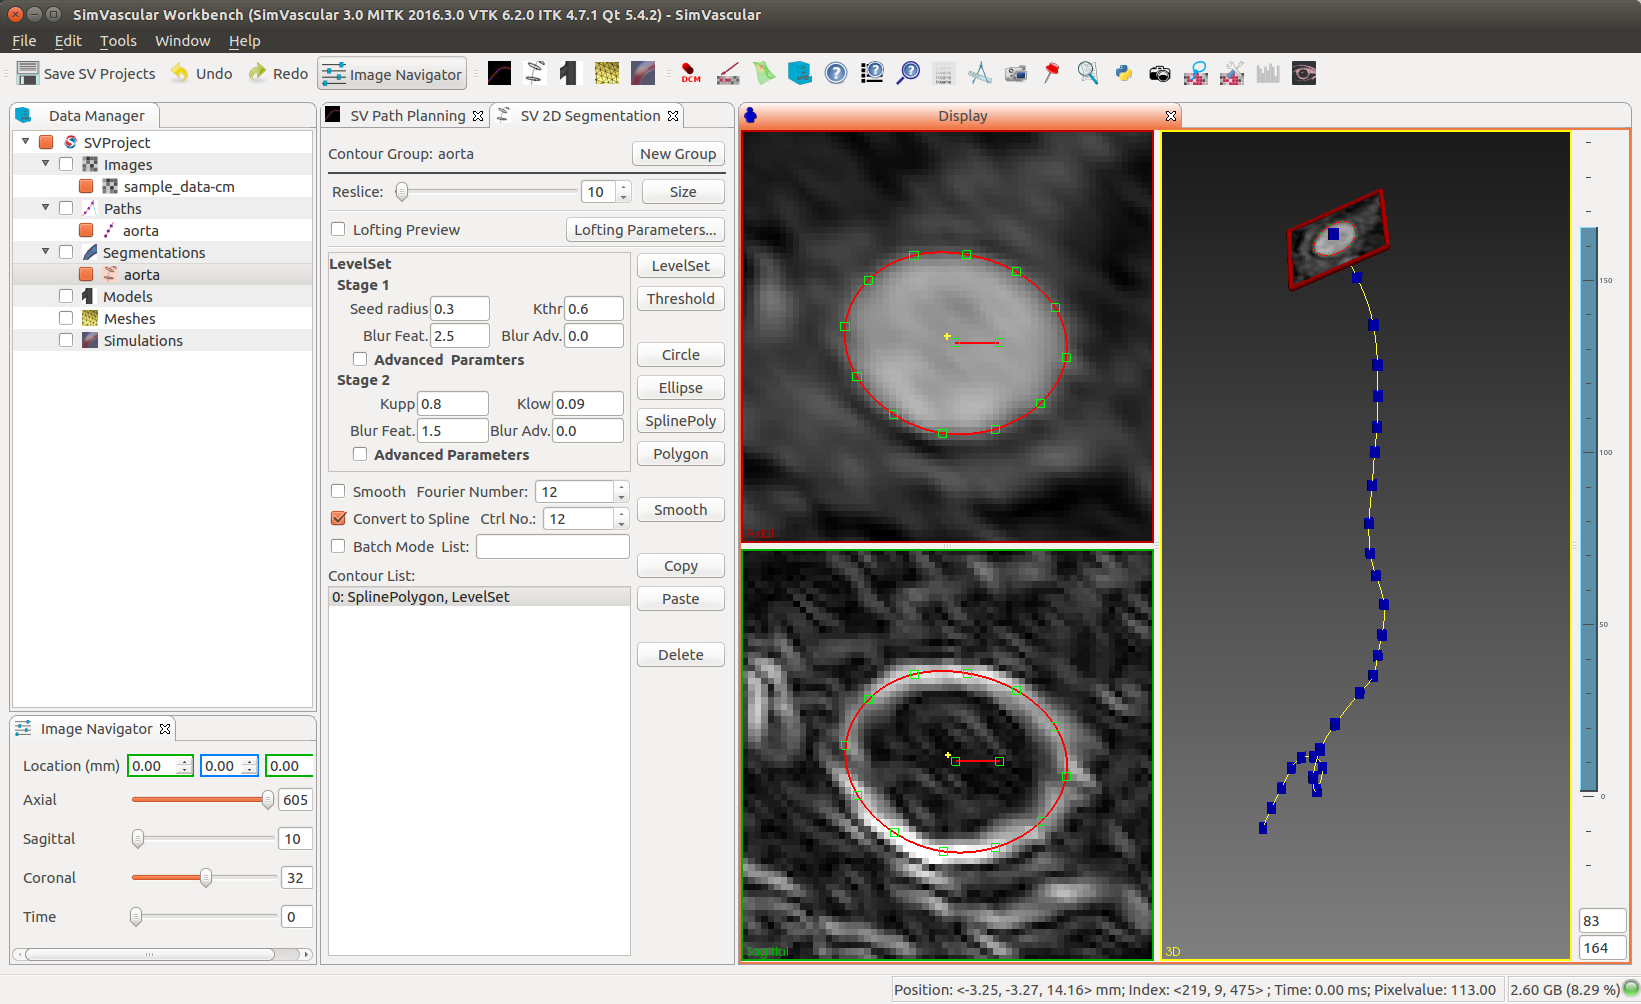 SimVascular Workbench (SimVascular 3.0 MITK 2016.3.0 VTK 6.2.0 ITK 4.7.1 Qt 5.4.2) - SimVascular
File Edit Tools Window Help
Save SV Projects Undo Redo Image Navigator DCM
Data Manager
SVProject
Images
sample_data-cm
Paths
aorta
Segmentations
aorta
Models
Meshes
Simulations
Image Navigator
Location (mm) 0.00 0.00 0.00
Axial 605
Sagittal 10
Coronal 32
Time 0
SV Path Planning SV 2D Segmentation
Contour Group: aorta New Group
Reslice: 10 Size
Lofting Preview Lofting Parameters...
LevelSet
Stage 1
Seed radius 0.3 Kthr 0.6
Blur Feat. 2.5 Blur Adv. 0.0
Advanced Paramters
Stage 2
Kupp 0.8 Klow 0.09
Blur Feat. 1.5 Blur Adv. 0.0
Advanced Parameters
Smooth Fourier Number: 12
Convert to Spline Ctrl No.: 12
Batch Mode List:
Contour List:
0: SplinePolygon, LevelSet
LevelSet
Threshold
Circle
Ellipse
SplinePoly
Polygon
Smooth
Copy
Paste
Delete
Display
Axial
Sagittal
3D
150
100
50
0
83
164
Position: <-3.25, -3.27, 14.16> mm; Index: <219, 9, 475> ; Time: 0.00 ms; Pixelvalue: 113.00 2.60 GB (8.29 %)